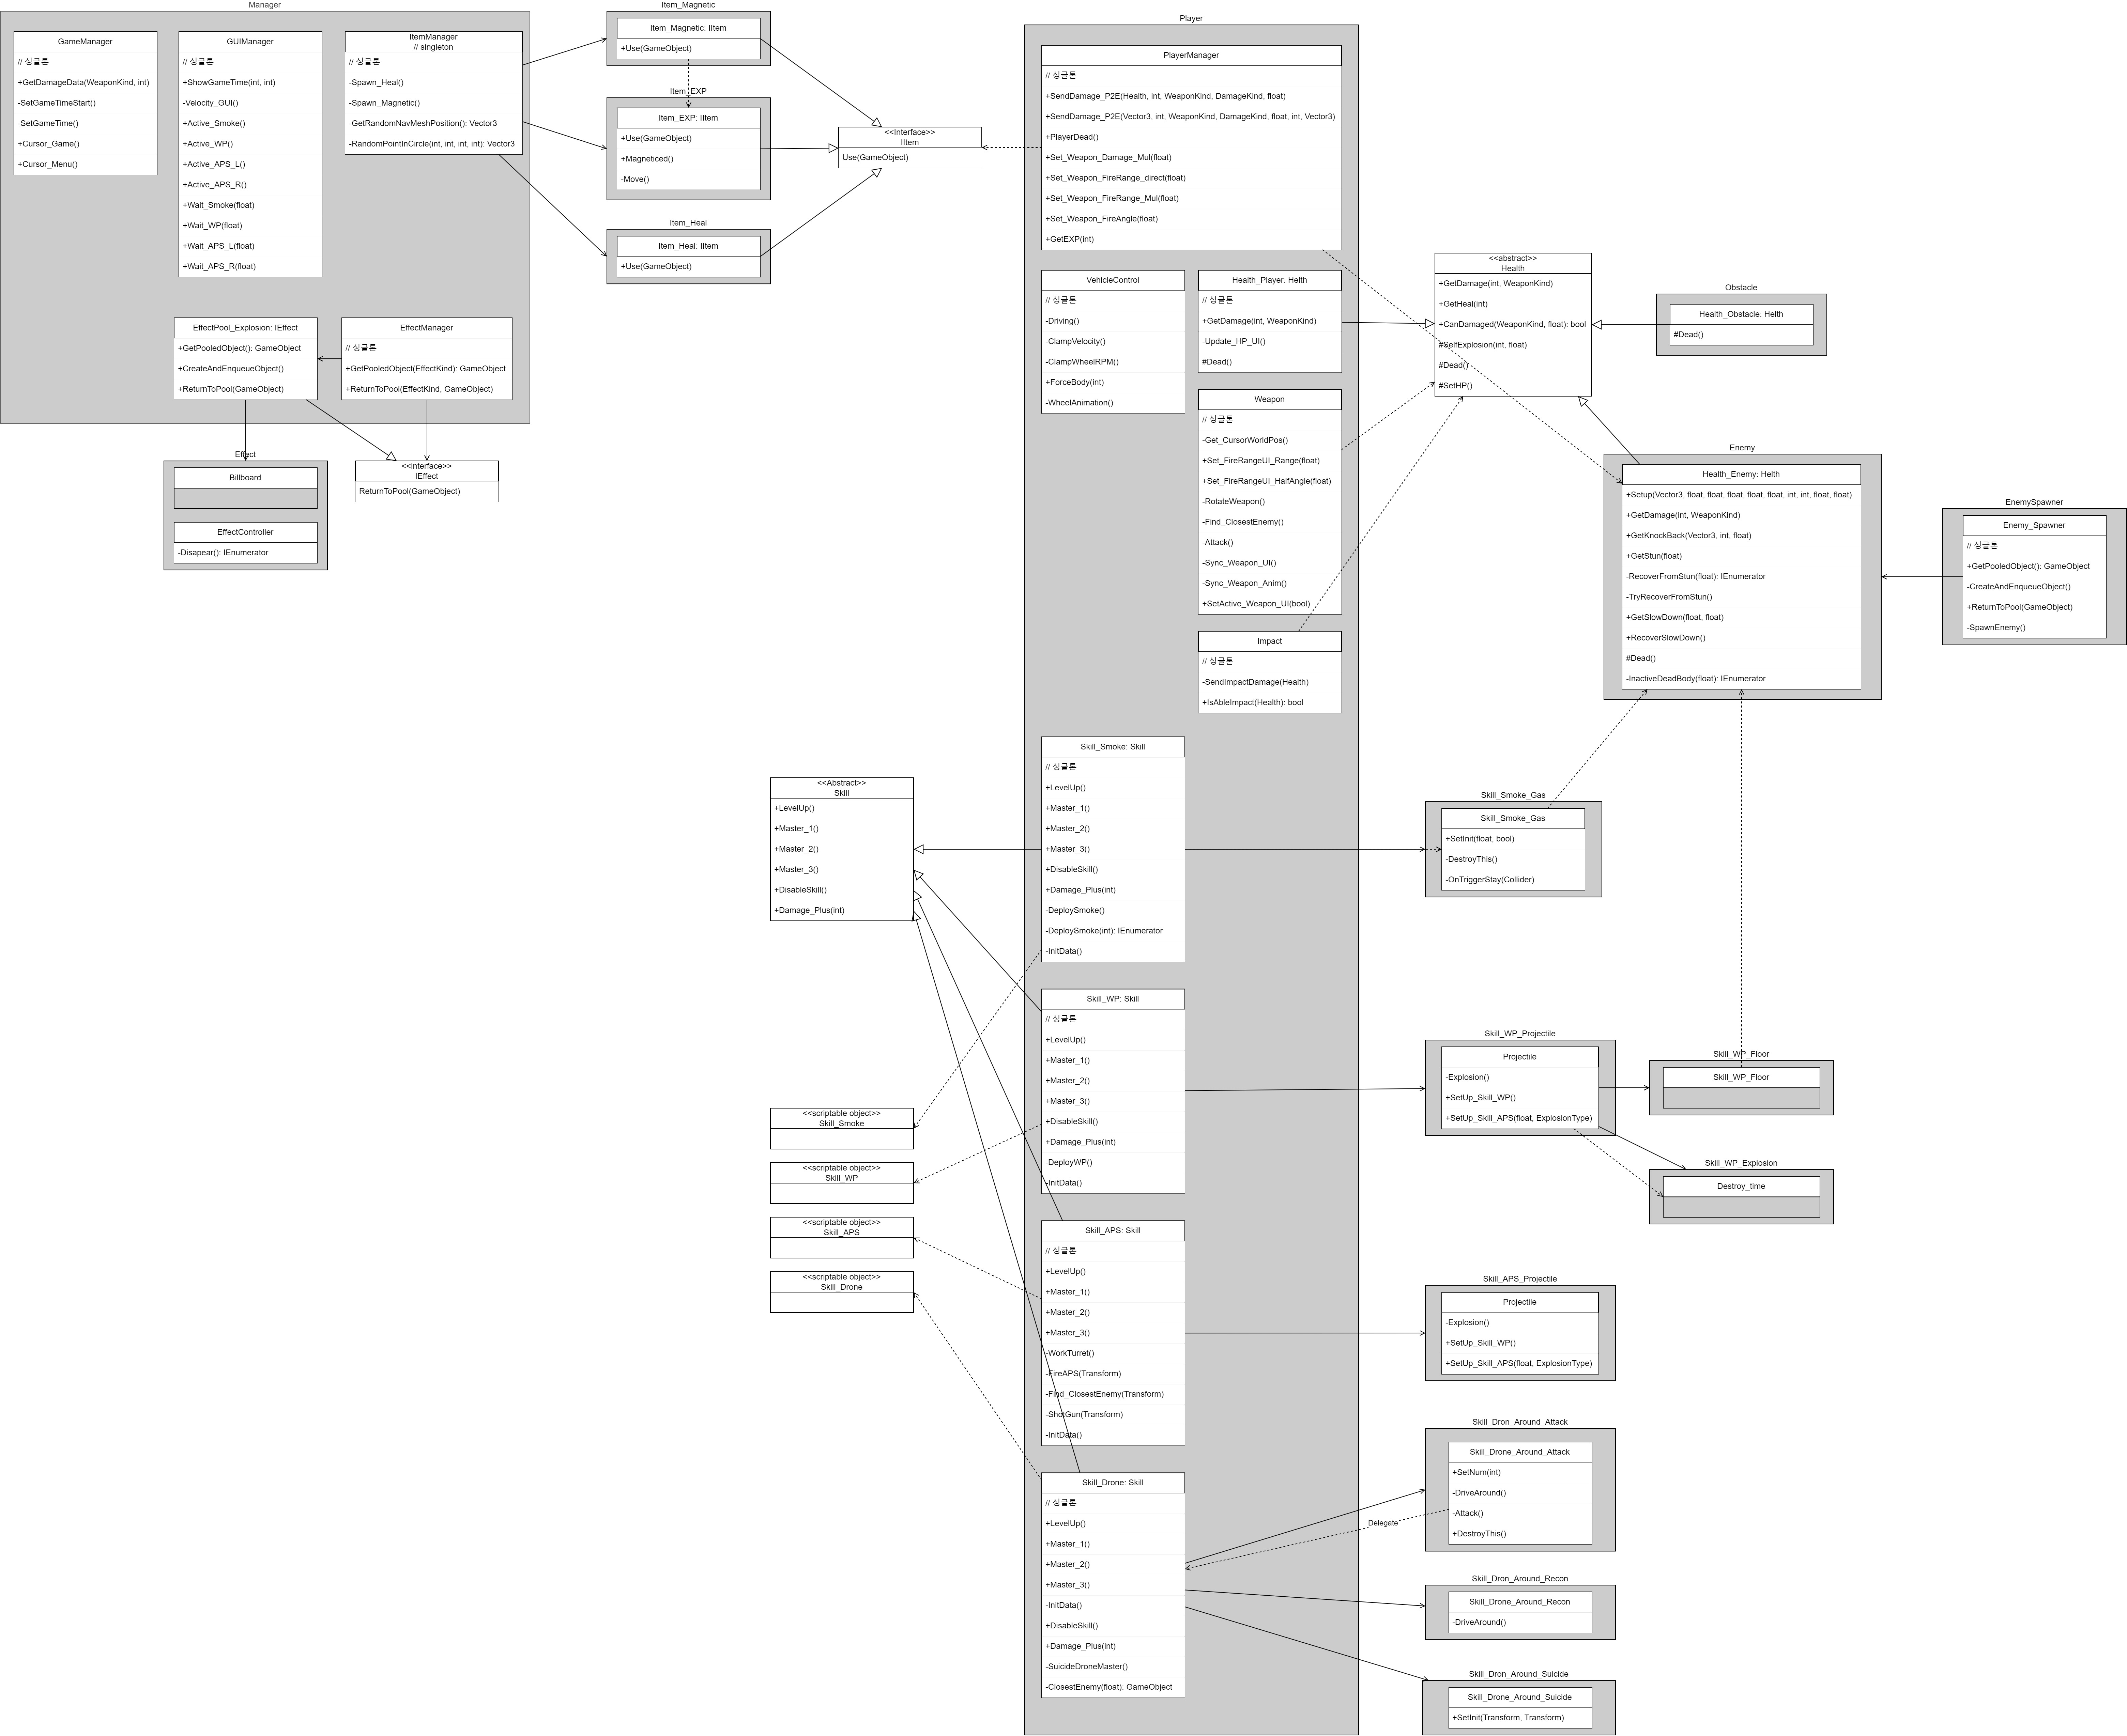 Manager
GameManager
// 싱글톤
+GetDamageData(WeaponKind, int)
-SetGameTimeStart()
-SetGameTime()
+Cursor_Game()
+Cursor_Menu()
GUIManager
// 싱글톤
+ShowGameTime(int, int)
-Velocity_GUI()
+Active_Smoke()
+Active_WP()
+Active_APS_L()
+Active_APS_R()
+Wait_Smoke(float)
+Wait_WP(float)
+Wait_APS_L(float)
+Wait_APS_R(float)
ItemManager
// singleton
// 싱글톤
-Spawn_Heal()
-Spawn_Magnetic()
-GetRandomNavMeshPosition(): Vector3
-RandomPointInCircle(int, int, int, int): Vector3
EffectPool_Explosion: IEffect
+GetPooledObject(): GameObject
+CreateAndEnqueueObject()
+ReturnToPool(GameObject)
EffectManager
// 싱글톤
+GetPooledObject(EffectKind): GameObject
+ReturnToPool(EffectKind, GameObject)
Effect
Billboard
EffectController
-Disapear(): IEnumerator
<<interface>>
IEffect
ReturnToPool(GameObject)
Item_Magnetic
Item_Magnetic: IItem
+Use(GameObject)
Item_EXP
Item_EXP: IItem
+Use(GameObject)
+Magneticed()
-Move()
Item_Heal
Item_Heal: IItem
+Use(GameObject)
<<Interface>>
IItem
Use(GameObject)
Player
PlayerManager
// 싱글톤
+SendDamage_P2E(Health, int, WeaponKind, DamageKind, float)
+SendDamage_P2E(Vector3, int, WeaponKind, DamageKind, float, int, Vector3)
+PlayerDead()
+Set_Weapon_Damage_Mul(float)
+Set_Weapon_FireRange_direct(float)
+Set_Weapon_FireRange_Mul(float)
+Set_Weapon_FireAngle(float)
+GetEXP(int)
VehicleControl
// 싱글톤
-Driving()
-ClampVelocity()
-ClampWheelRPM()
+ForceBody(int)
-WheelAnimation()
Health_Player: Helth
// 싱글톤
+GetDamage(int, WeaponKind)
-Update_HP_UI()
#Dead()
Weapon
// 싱글톤
-Get_CursorWorldPos()
+Set_FireRangeUI_Range(float)
+Set_FireRangeUI_HalfAngle(float)
-RotateWeapon()
-Find_ClosestEnemy()
-Attack()
-Sync_Weapon_UI()
-Sync_Weapon_Anim()
+SetActive_Weapon_UI(bool)
Impact
// 싱글톤
-SendImpactDamage(Health)
+IsAbleImpact(Health): bool
<<abstract>>
Health
+GetDamage(int, WeaponKind)
+GetHeal(int)
+CanDamaged(WeaponKind, float): bool
#SelfExplosion(int, float)
#Dead()
#SetHP()
Obstacle
Health_Obstacle: Helth
#Dead()
Enemy
Health_Enemy: Helth
+Setup(Vector3, float, float, float, float, float, int, int, float, float)
+GetDamage(int, WeaponKind)
+GetKnockBack(Vector3, int, float)
+GetStun(float)
-RecoverFromStun(float): IEnumerator
-TryRecoverFromStun()
+GetSlowDown(float, float)
+RecoverSlowDown()
#Dead()
-InactiveDeadBody(float): IEnumerator
EnemySpawner
Enemy_Spawner
// 싱글톤
+GetPooledObject(): GameObject
-CreateAndEnqueueObject()
+ReturnToPool(GameObject)
-SpawnEnemy()
<<Abstract>>
Skill
+LevelUp()
+Master_1()
+Master_2()
+Master_3()
+DisableSkill()
+Damage_Plus(int)
Skill_Smoke: Skill
// 싱글톤
+LevelUp()
+Master_1()
+Master_2()
+Master_3()
+DisableSkill()
+Damage_Plus(int)
-DeploySmoke()
-DeploySmoke(int): IEnumerator
-InitData()
Skill_Smoke_Gas
Skill_Smoke_Gas
+SetInit(float, bool)
-DestroyThis()
-OnTriggerStay(Collider)
Skill_WP: Skill
// 싱글톤
+LevelUp()
+Master_1()
+Master_2()
+Master_3()
+DisableSkill()
+Damage_Plus(int)
-DeployWP()
-InitData()
Skill_WP_Projectile
Projectile
-Explosion()
+SetUp_Skill_WP()
+SetUp_Skill_APS(float, ExplosionType)
Skill_WP_Floor
Skill_WP_Floor
Skill_WP_Explosion
Destroy_time
<<scriptable object>>
Skill_Smoke
<<scriptable object>>
Skill_WP
<<scriptable object>>
Skill_APS
<<scriptable object>>
Skill_Drone
Skill_APS: Skill
// 싱글톤
+LevelUp()
+Master_1()
+Master_2()
+Master_3()
-WorkTurret()
-FireAPS(Transform)
-Find_ClosestEnemy(Transform)
-ShotGun(Transform)
-InitData()
Skill_APS_Projectile
Projectile
-Explosion()
+SetUp_Skill_WP()
+SetUp_Skill_APS(float, ExplosionType)
Skill_Drone: Skill
// 싱글톤
+LevelUp()
+Master_1()
+Master_2()
+Master_3()
-InitData()
+DisableSkill()
+Damage_Plus(int)
-SuicideDroneMaster()
-ClosestEnemy(float): GameObject
Delegate
Skill_Dron_Around_Attack
Skill_Drone_Around_Attack
+SetNum(int)
-DriveAround()
-Attack()
+DestroyThis()
Skill_Dron_Around_Recon
Skill_Drone_Around_Recon
-DriveAround()
Skill_Dron_Around_Suicide
Skill_Drone_Around_Suicide
+SetInit(Transform, Transform)